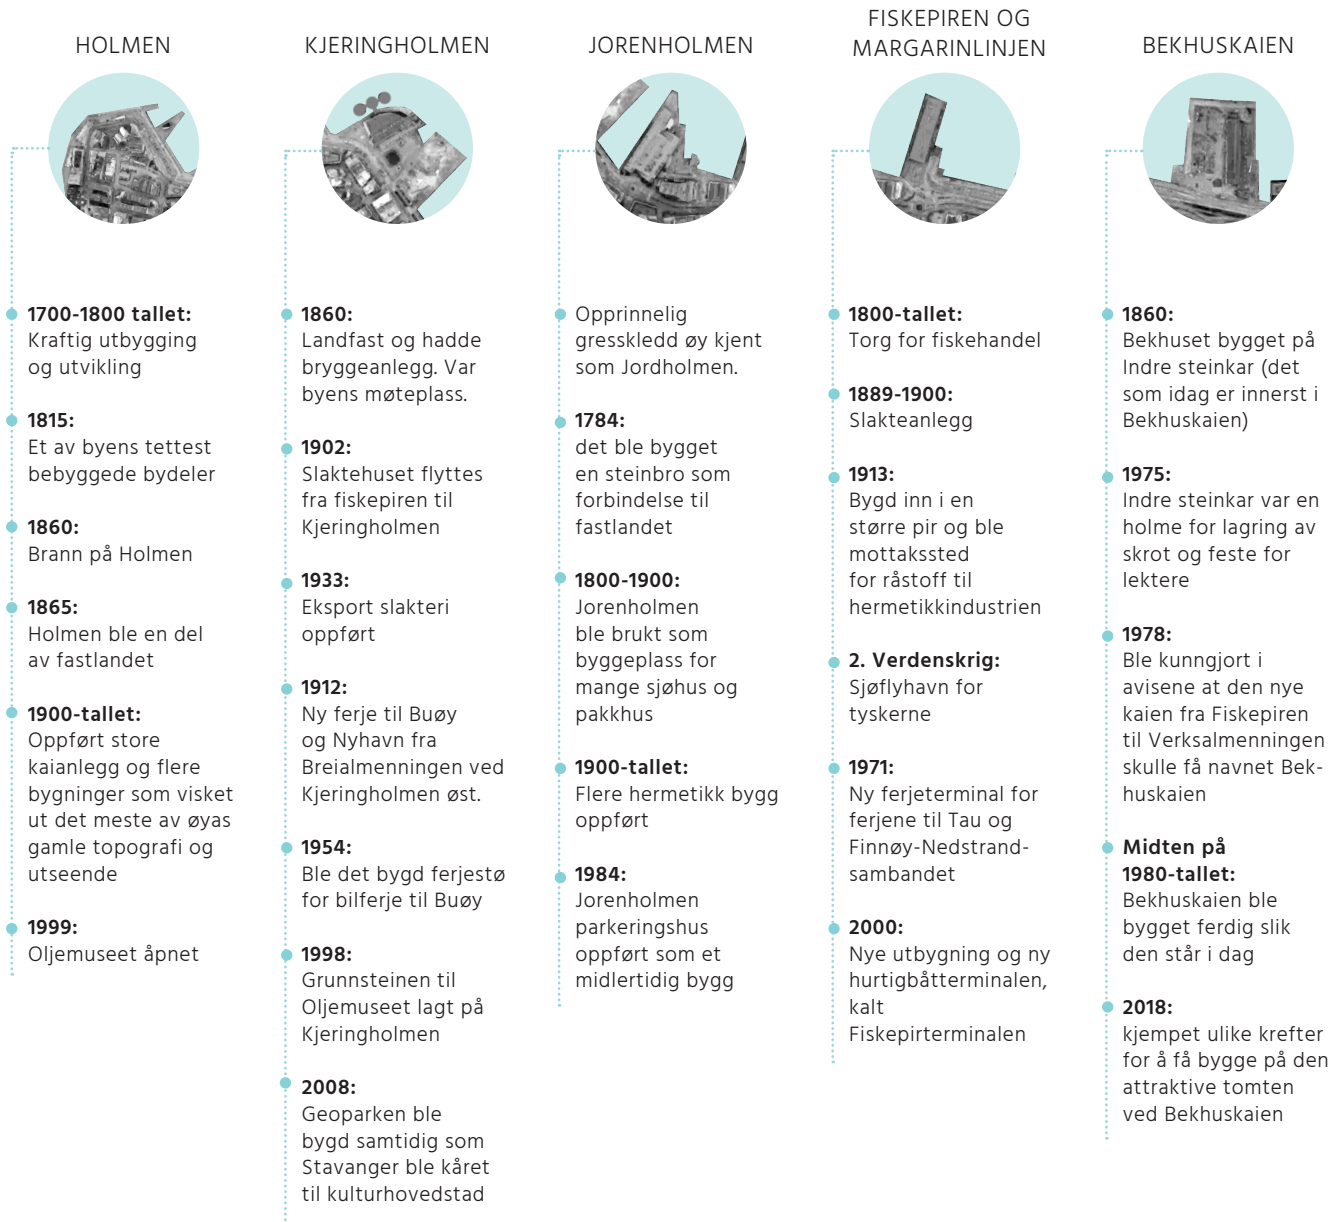 HOLMEN
1700-1800 tallet:
Kraftig utbygging
og utvikling
1815:
Et av byens tettest
bebyggede bydeler
1860:
Brann på Holmen
1865:
Holmen ble en del
av fastlandet
1900-tallet:
Oppført store
kaianlegg og flere
bygninger som visket
ut det meste av øyas
gamle topografi og
utseende
1999:
Oljemuseet åpnet
KJERINGHOLMEN
1860:
Landfast og hadde
bryggeanlegg. Var
byens møteplass.
1902:
Slaktehuset flyttes
fra fiskepiren til
Kjeringholmen
1933:
Eksport slakteri
oppført
1912:
Ny ferje til Buøy
og Nyhavn fra
Breialmenningen ved
Kjeringholmen øst.
1954:
Ble det bygd ferjestø
for bilferje til Buøy
1998:
Grunnsteinen til
Oljemuseet lagt på
Kjeringholmen
2008:
Geoparken ble
bygd samtidig som
Stavanger ble kåret
til kulturhovedstad
JORENHOLMEN
Opprinnelig
gresskledd øy kjent
som Jordholmen.
1784:
det ble bygget
en steinbro som
forbindelse til
fastlandet
1800-1900:
Jorenholmen
ble brukt som
byggeplass for
mange sjøhus og
pakkhus
1900-tallet:
Flere hermetikk bygg
oppført
1984:
Jorenholmen
parkeringshus
oppført som et
midlertidig bygg
FISKEPIREN OG
MARGARINLINJEN
1800-tallet:
Torg for fiskehandel
1889-1900:
Slakteanlegg
1913:
Bygd inn i en
større pir og ble
mottakssted
for råstoff til
hermetikkindustrien
2. Verdenskrig:
Sjøflyhavn for
tyskerne
1971:
Ny ferjeterminal for
ferjene til Tau og
Finnøy-Nedstrand-
sambandet
2000:
Nye utbygning og ny
hurtigbåtterminalen,
kalt
Fiskepirterminalen
BEKHUSKAIEN
1860:
Bekhuset bygget på
Indre steinkar (det
som idag er innerst i
Bekhuskaien)
1975:
Indre steinkar var en
holme for lagring av
skrot og feste for
lektere
1978:
Ble kunngjort i
avisene at den nye
kaien fra Fiskepiren
til Verksalmenningen
skulle få navnet Bek-
huskaien
Midten på
1980-tallet:
Bekhuskaien ble
bygget ferdig slik
den står i dag
2018:
kjempet ulike krefter
for å få bygge på den
attraktive tomten
ved Bekhuskaien